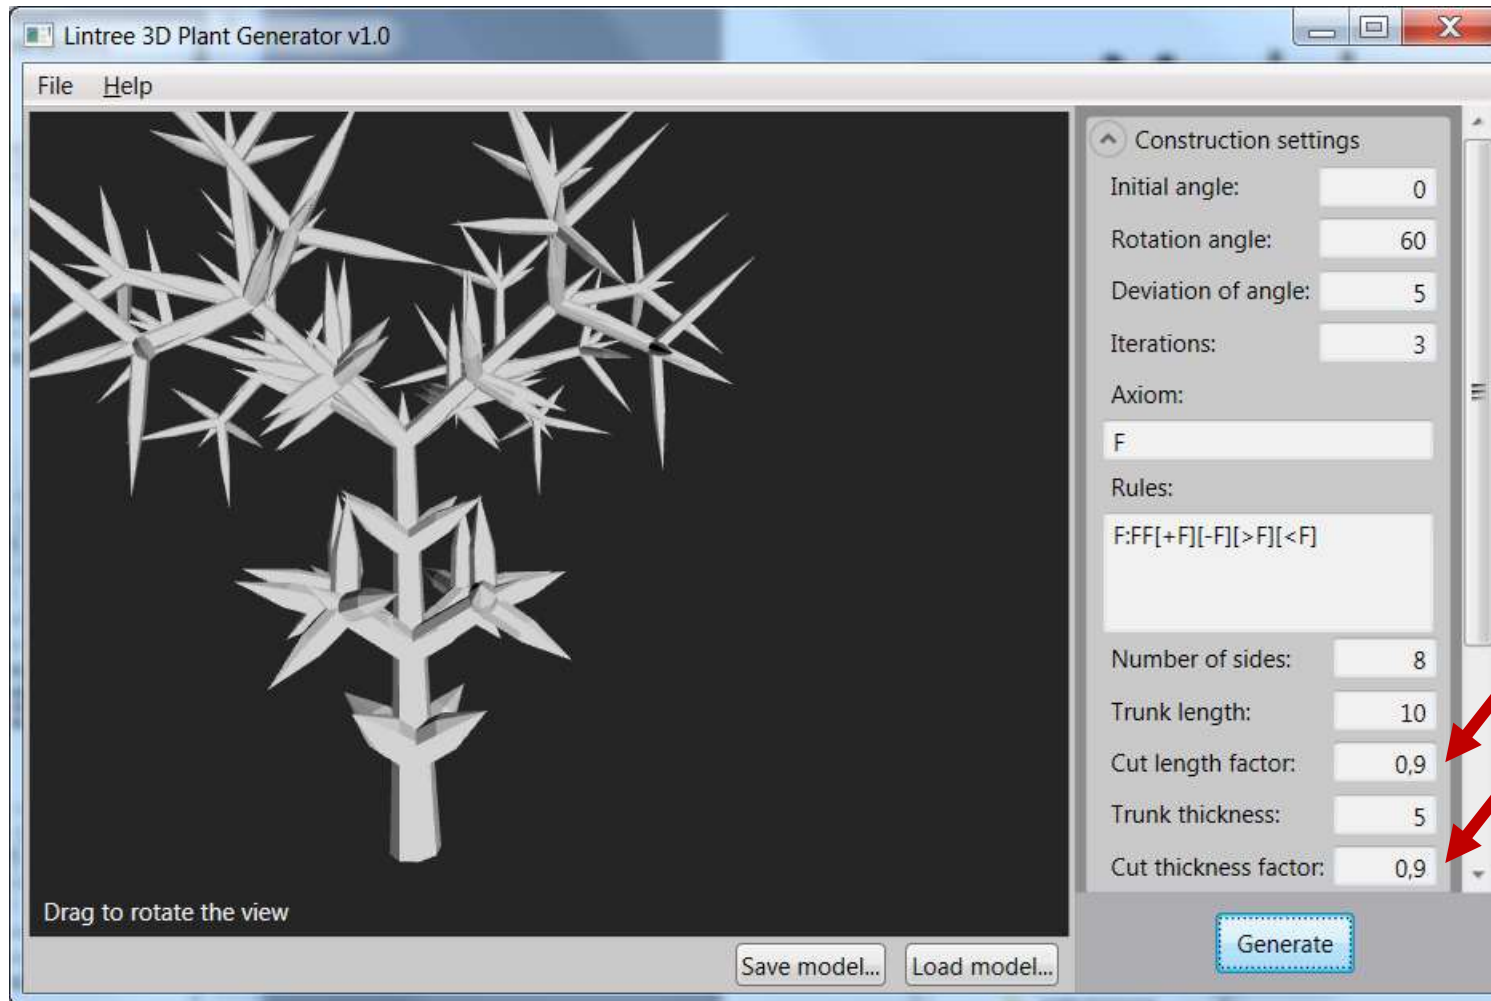 Lintree 3D Plant Generator v1.0
File Help
Construction settings
Initial angle: 0
Rotation angle: 60
Deviation of angle: 5
Iterations: 3
Axiom:
F
Rules:
F:FF[+F][-F][>F][<F]
Number of sides: 8
Trunk length: 10
Cut length factor: 0,9
Trunk thickness: 5
Cut thickness factor: 0,9
Drag to rotate the view
Generate
Save model... Load model...